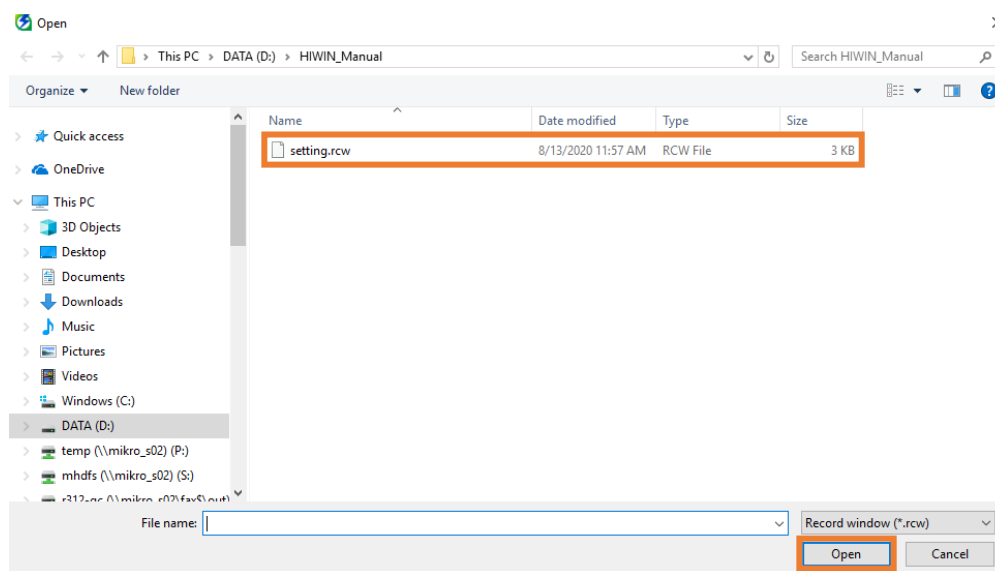 Open
This PC > DATA (D:) > HIWIN_Manual
Search HIWIN_Manual
Organize
New folder
Name
Date modified
Type
Size
setting.rcw
8/13/2020 11:57 AM
RCW File
3 KB
Quick access
OneDrive
This PC
3D Objects
Desktop
Documents
Downloads
Music
Pictures
Videos
Windows (C:)
DATA (D:)
temp (\\mikro_s02) (P:)
mhdfs (\\mikro_s02) (S:)
File name:
Record window (*.rcw)
Open
Cancel